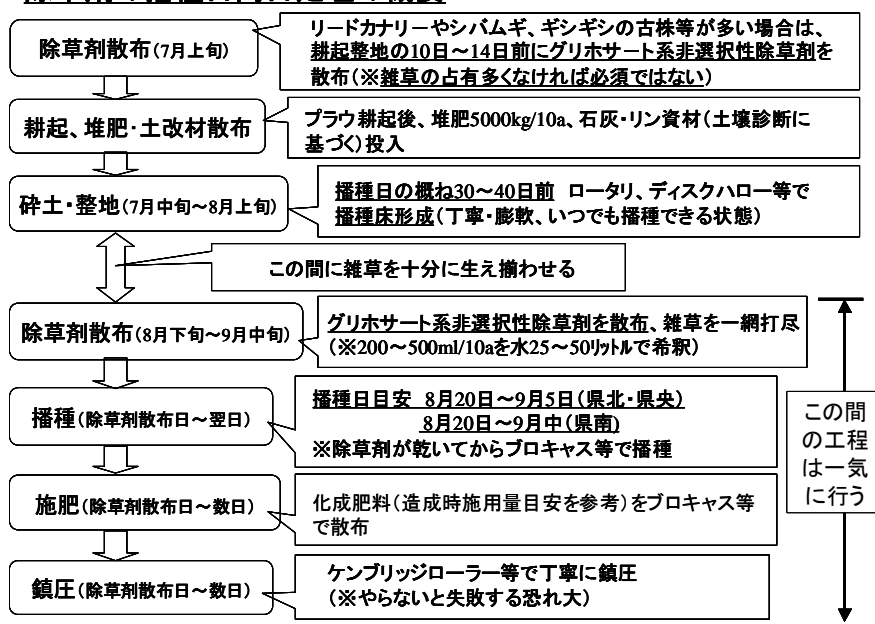 除草剤散布(7月上旬)
リードカナリーやシバムギ、ギシギシの古株等が多い場合は、
耕起整地の10日～14日前にグリホサート系非選択性除草剤を
散布(※雑草の占有多くなければ必須ではない)
耕起、堆肥・土改材散布
プラウ耕起後、堆肥5000kg/10a、石灰・リン資材(土壌診断に
基づく)投入
砕土・整地(7月中旬～8月上旬)
播種日の概ね30～40日前 ロータリ、ディスクハロー等で
播種床形成(丁寧・膨軟、いつでも播種できる状態)
この間に雑草を十分に生え揃わせる
除草剤散布(8月下旬～9月中旬)
グリホサート系非選択性除草剤を散布、雑草を一網打尽
(※200～500ml/10aを水25～50リットルで希釈)
播種(除草剤散布日～翌日)
播種日目安 8月20日～9月5日(県北・県央)
8月20日～9月中(県南)
※除草剤が乾いてからブロキャス等で播種
この間
の工程
は一気
に行う
施肥(除草剤散布日～数日)
化成肥料(造成時施用量目安を参考)をブロキャス等
で散布
鎮圧(除草剤散布日～数日)
ケンブリッジローラー等で丁寧に鎮圧
(※やらないと失敗する恐れ大)